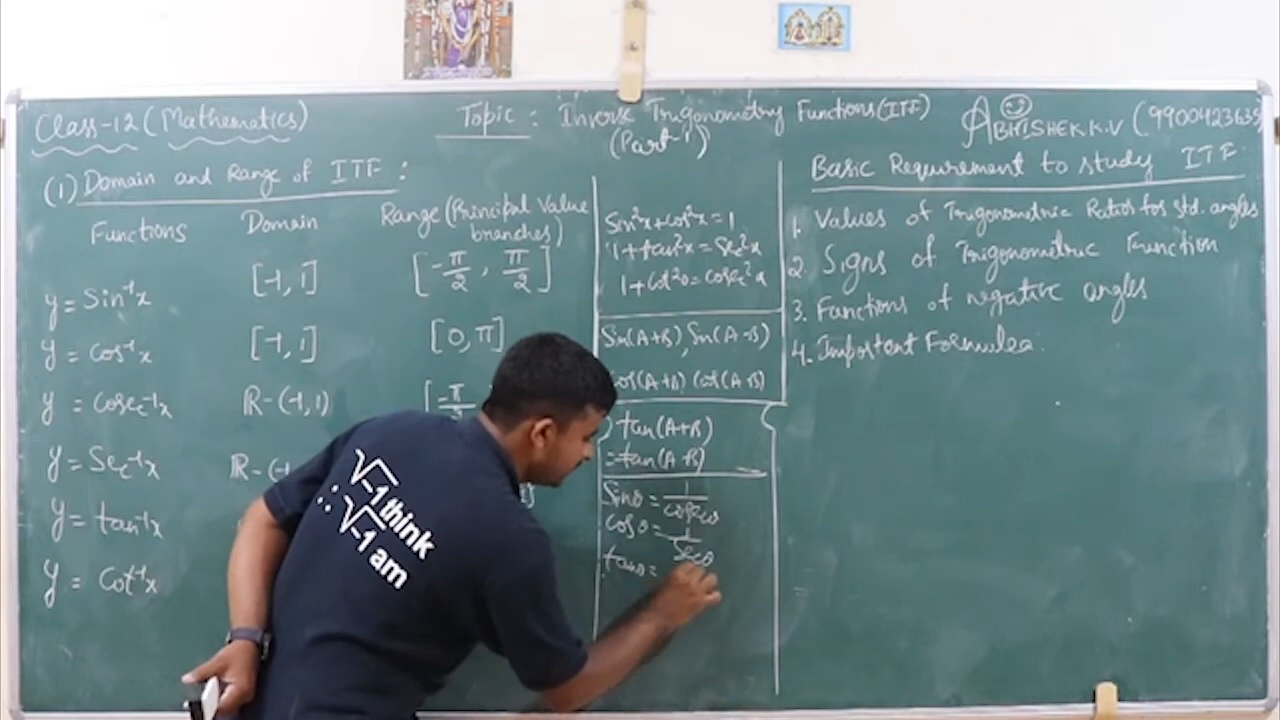 Class-12 (Mathematics)
Topic : Inverse Trigonometry Functions (ITF)
(Part-1)
ABHISHEK.K.V (9900423635)
(1) Domain and Range of ITF :
Functions Domain Range (Principal Value branches)
y = Sin⁻¹x [-1, 1] [-π/2, π/2]
y = Cos⁻¹x [-1, 1] [0, π]
y = Cosec⁻¹x R-(-1, 1) [-π/2
y = Sec⁻¹x R-(-1
y = tan⁻¹x
y = Cot⁻¹x
Sin²x+cos²x=1
1+tan²x=Sec²x
1+Cot²x=cosec²x
Sin(A+B), Sin(A-B)
Cos(A+B) Cos(A-B)
tan(A+B)
=tan(A-B)
Sinθ = 1/cosecθ
Cosθ = 1/Secθ
tanθ =
Basic Requirement to study ITF
1. Values of Trigonometric Ratios for std. angles
2. Signs of Trigonometric Function
3. Functions of negative angles
4. Important Formulea.
√-1 think
∴ √-1 am